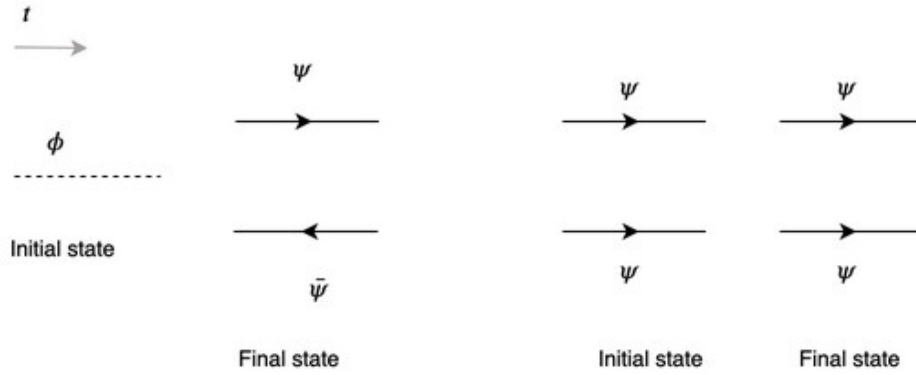 t
ψ ψ ψ
ϕ
Initial state
ψ̄ ψ ψ
Final state Initial state Final state